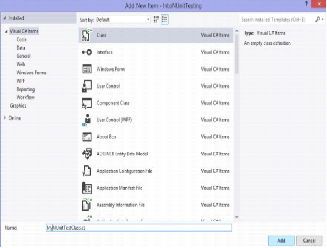 Add New Item - IntoNUnitTesting
? x
Installed
Sort by: Default
Search Installed Templates (Ctrl+E)
Visual C# Items
Code
Data
General
Web
Windows Forms
WPF
Reporting
Workflow
Graphics
Online
Class Visual C# Items
Interface Visual C# Items
Windows Form Visual C# Items
User Control Visual C# Items
Component Class Visual C# Items
User Control (WPF) Visual C# Items
About Box Visual C# Items
ADO.NET Entity Data Model Visual C# Items
Application Configuration File Visual C# Items
Application Manifest File Visual C# Items
Assembly Information File Visual C# Items
Type: Visual C# Items
An empty class definition
Name:
Add Cancel